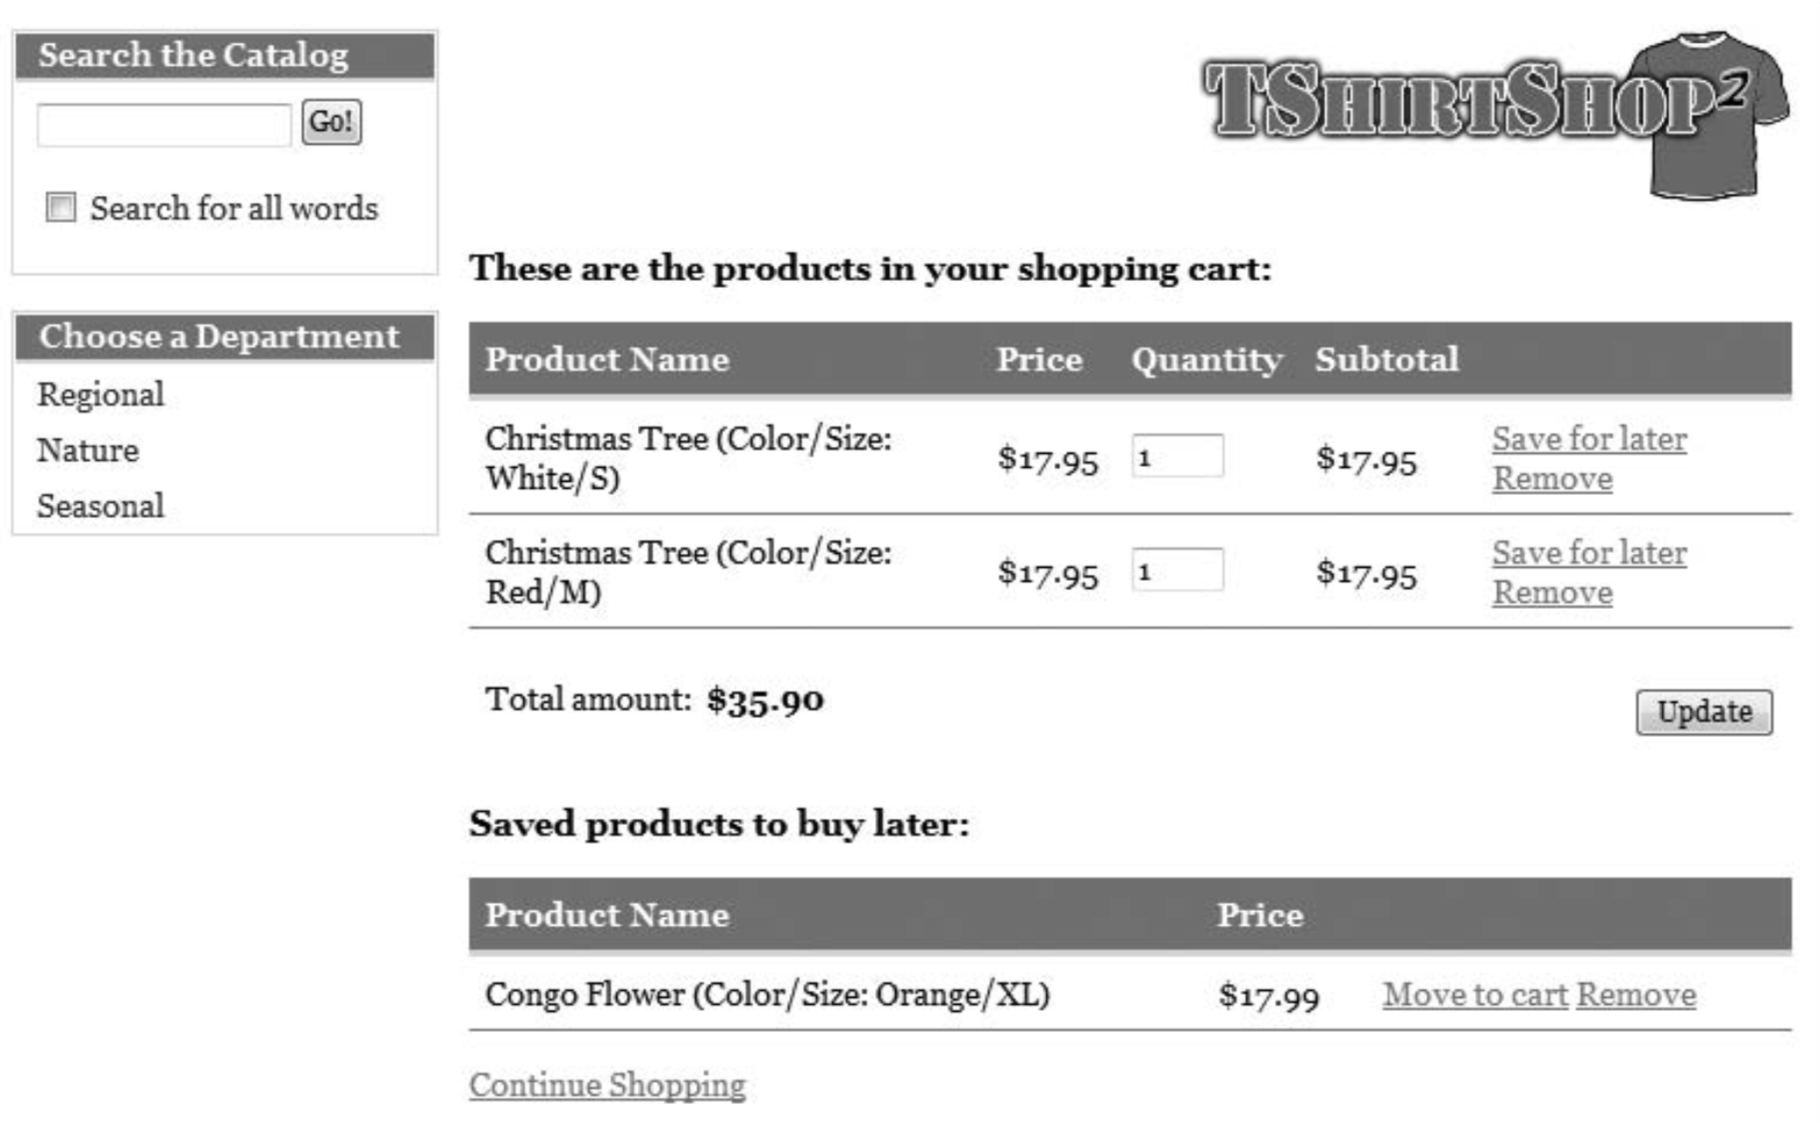 Search the Catalog
Go!
Search for all words
Choose a Department
Regional
Nature
Seasonal
TShirtShop2
These are the products in your shopping cart:
Product Name Price Quantity Subtotal
Christmas Tree (Color/Size:
White/S)
$17.95 1 $17.95 Save for later
Remove
Christmas Tree (Color/Size:
Red/M)
$17.95 1 $17.95 Save for later
Remove
Total amount: $35.90
Update
Saved products to buy later:
Product Name Price
Congo Flower (Color/Size: Orange/XL) $17.99 Move to cart Remove
Continue Shopping